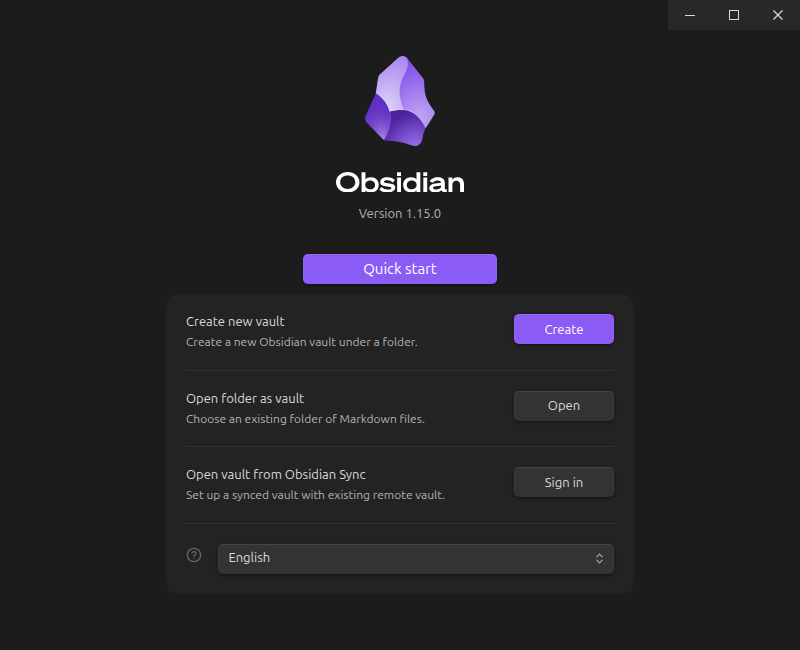 Obsidian
Version 1.15.0
Quick start
Create new vault
Create a new Obsidian vault under a folder.
Create
Open folder as vault
Choose an existing folder of Markdown files.
Open
Open vault from Obsidian Sync
Set up a synced vault with existing remote vault.
Sign in
English